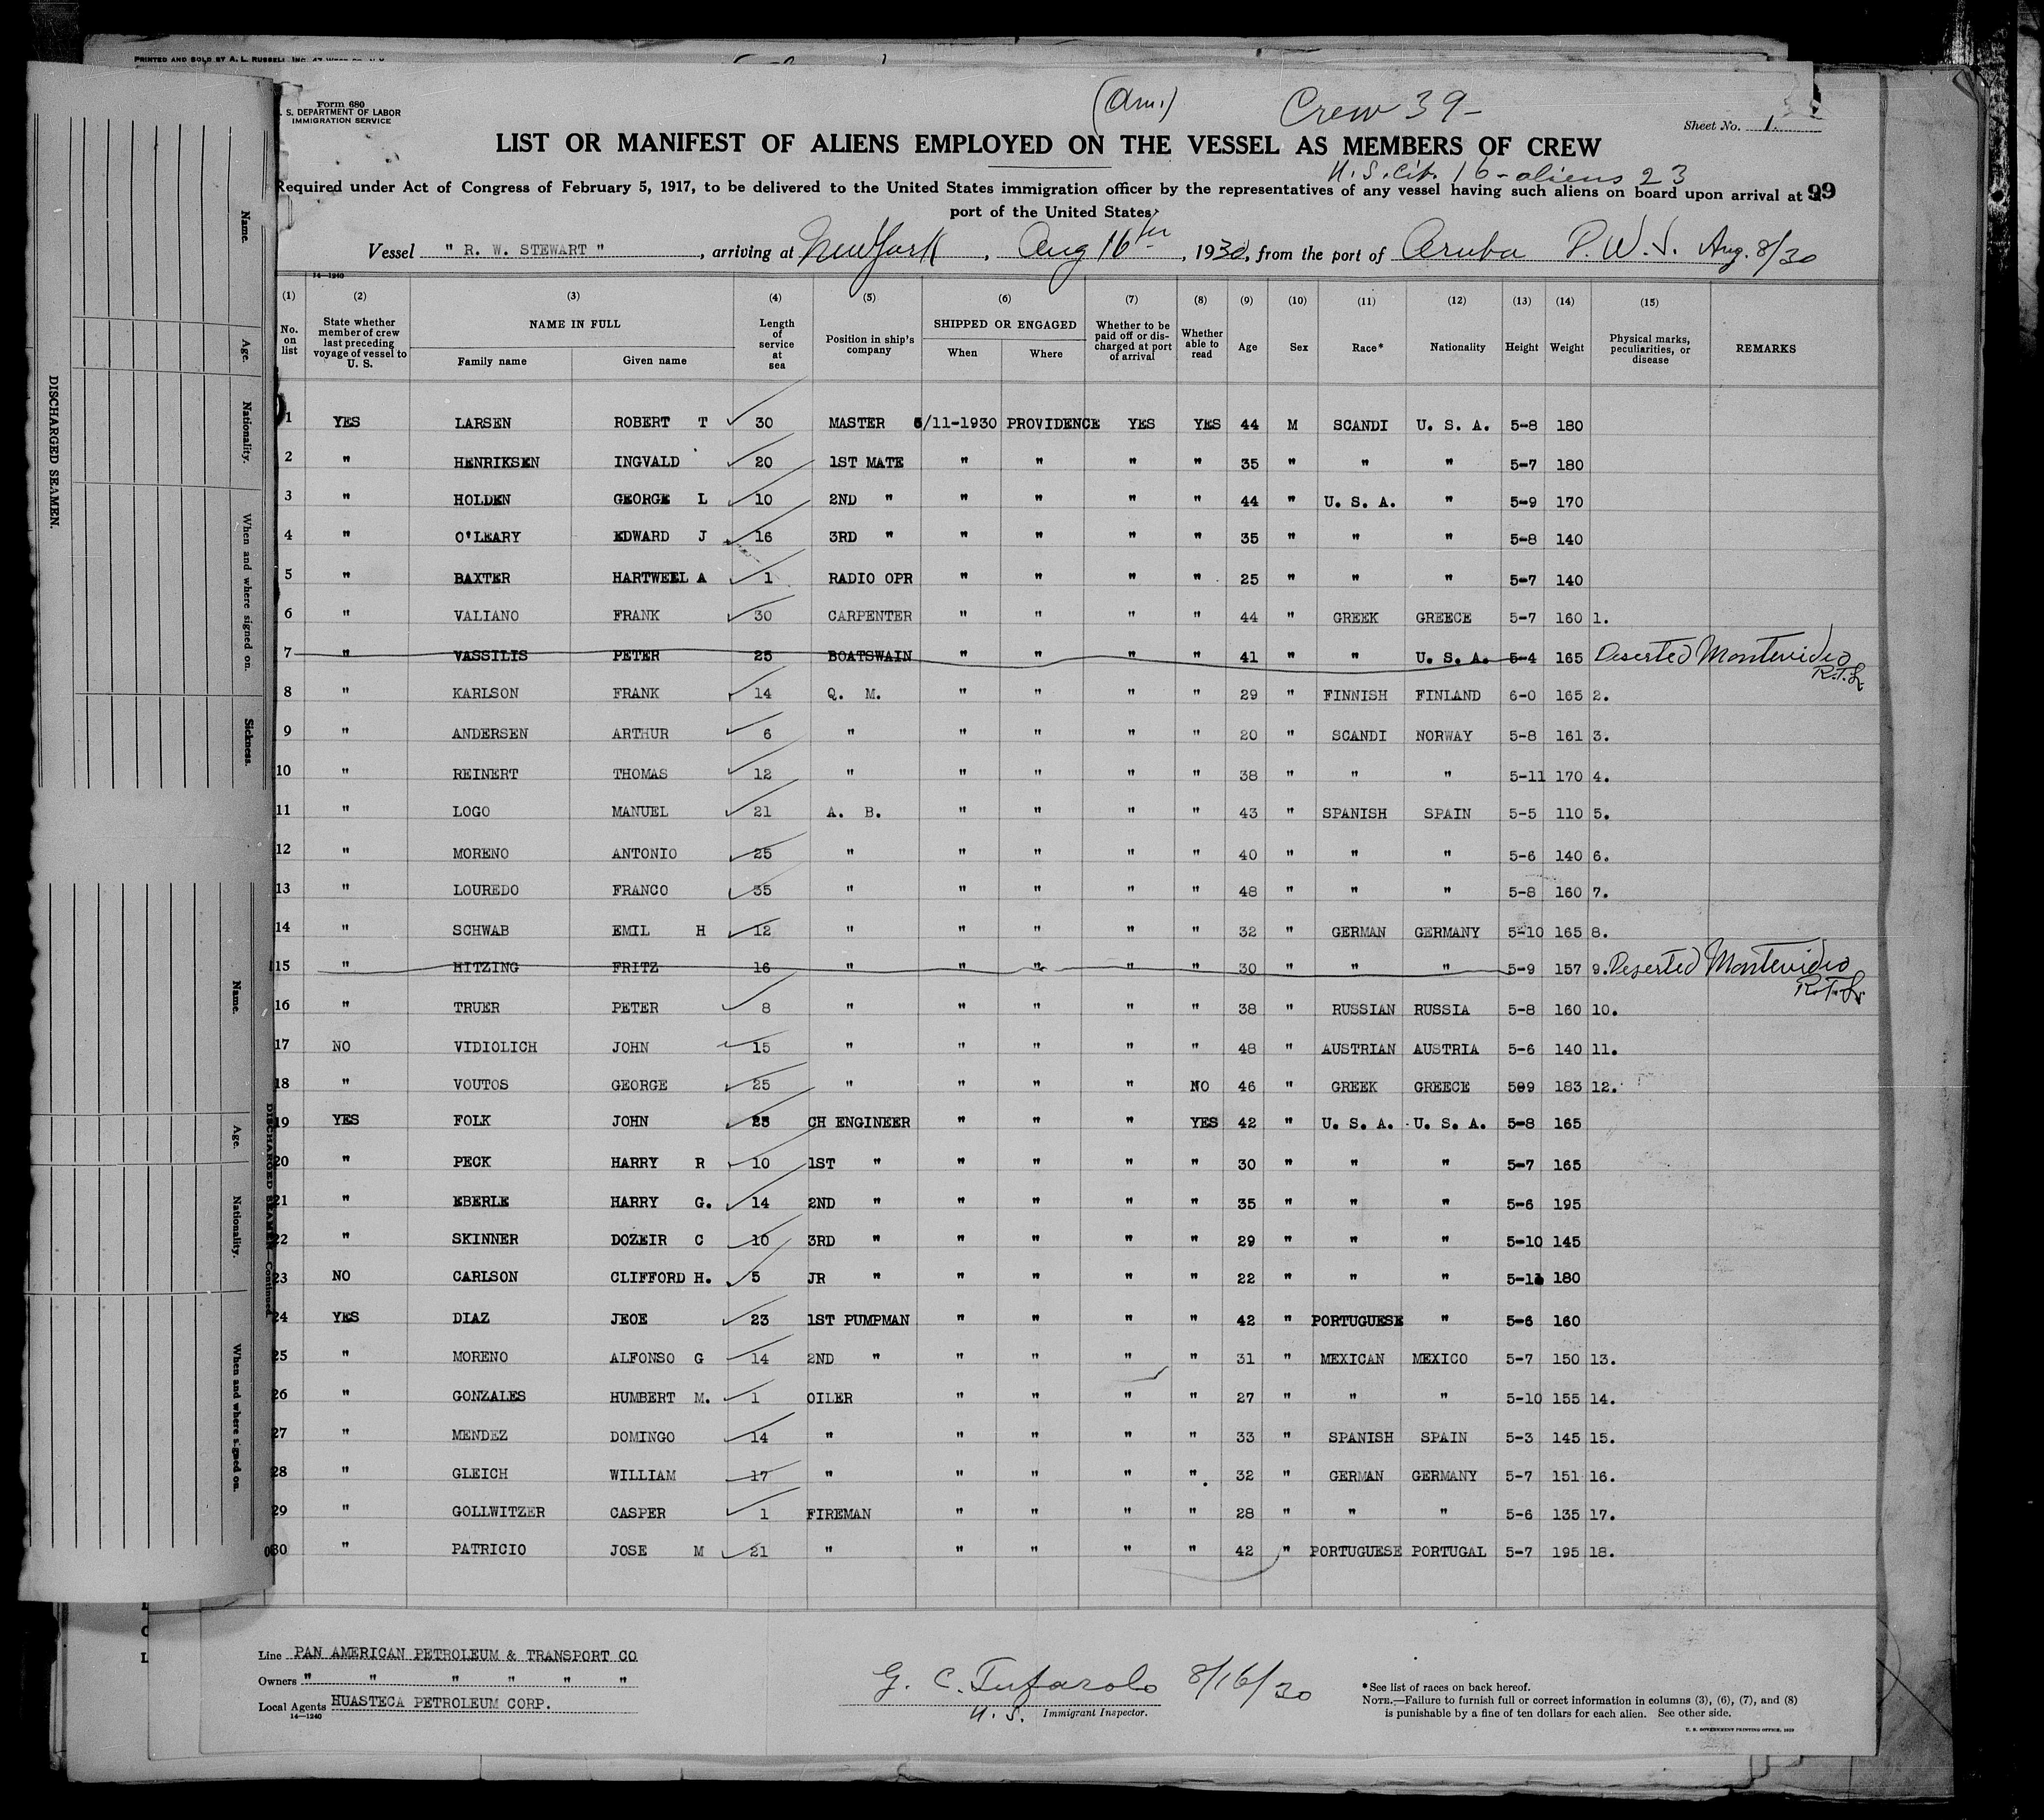 PRINTED AND SOLD BY A. L. RUSSELL, INC.
Form 680
S. DEPARTMENT OF LABOR
IMMIGRATION SERVICE
(Am.)
Crew 39-
Sheet No. 1.
LIST OR MANIFEST OF ALIENS EMPLOYED ON THE VESSEL AS MEMBERS OF CREW
U.S. Cit. 16 - aliens 23
Required under Act of Congress of February 5, 1917, to be delivered to the United States immigration officer by the representatives of any vessel having such aliens on board upon arrival at a
99
port of the United States
Vessel " R. W. STEWART " , arriving at New York , Aug 16th , 1930, from the port of Aruba D.W.I. Aug. 8/30
14-1240
(1) (2) (3) (4) (5) (6) (7) (8) (9) (10) (11) (12) (13) (14) (15)
No. on list | State whether member of crew last preceding voyage of vessel to U. S. | NAME IN FULL | Family name | Given name | Length of service at sea | Position in ship's company | SHIPPED OR ENGAGED | When | Where | Whether to be paid off or discharged at port of arrival | Whether able to read | Age | Sex | Race* | Nationality | Height | Weight | Physical marks, peculiarities, or disease | REMARKS
1 YES LARSEN ROBERT T 30 MASTER 6/11-1930 PROVIDENCE YES YES 44 M SCANDI U. S. A. 5-8 180
2 " HENRIKSEN INGVALD 20 1ST MATE " " " " 35 " " " 5-7 180
3 " HOLDEN GEORGE L 10 2ND " " " " " 44 " U. S. A. " 5-9 170
4 " O'LEARY EDWARD J 16 3RD " " " " " 35 " " " 5-8 140
5 " BAXTER HARTWELL A 1 RADIO OPR " " " " 25 " " " 5-7 140
6 " VALIANO FRANK 30 CARPENTER " " " " 44 " GREEK GREECE 5-7 160 1.
7 " VASSILIS PETER 25 BOATSWAIN " " " " 41 " " U. S. A. 5-4 165 Deserted Montevideo R.T.L.
8 " KARLSON FRANK 14 Q. M. " " " " 29 " FINNISH FINLAND 6-0 165 2.
9 " ANDERSEN ARTHUR 6 " " " " " 20 " SCANDI NORWAY 5-8 161 3.
10 " REINERT THOMAS 12 " " " " " 38 " " " 5-11 170 4.
11 " LOGO MANUEL 21 A. B. " " " " 43 " SPANISH SPAIN 5-5 110 5.
12 " MORENO ANTONIO 25 " " " " " 40 " " " 5-6 140 6.
13 " LOUREDO FRANCO 35 " " " " " 48 " " " 5-8 160 7.
14 " SCHWAB EMIL H 12 " " " " " 32 " GERMAN GERMANY 5-10 165 8.
15 " HITZING FRITZ 16 " " " " " 30 " " " 5-9 157 9. Deserted Montevideo R.T.L.
16 " TRUER PETER 8 " " " " " 38 " RUSSIAN RUSSIA 5-8 160 10.
17 NO VIDIOLICH JOHN 15 " " " " " 48 " AUSTRIAN AUSTRIA 5-6 140 11.
18 " VOUTOS GEORGE 25 " " " " NO 46 " GREEK GREECE 509 183 12.
19 YES FOLK JOHN 25 CH ENGINEER " " " YES 42 " U. S. A. U. S. A. 5-8 165
20 " PECK HARRY R 10 1ST " " " " " 30 " " " 5-7 165
21 " EBERLE HARRY G. 14 2ND " " " " " 35 " " " 5-6 195
22 " SKINNER DOZEIR C 10 3RD " " " " " 29 " " " 5-10 145
23 NO CARLSON CLIFFORD H. 5 JR " " " " " 22 " " " 5-11 180
24 YES DIAZ JEOE 23 1ST PUMPMAN " " " " 42 " PORTUGUESE " 5-6 160
25 " MORENO ALFONSO G 14 2ND " " " " " 31 " MEXICAN MEXICO 5-7 150 13.
26 " GONZALES HUMBERT M. 1 OILER " " " " 27 " " " 5-10 155 14.
27 " MENDEZ DOMINGO 14 " " " " " 33 " SPANISH SPAIN 5-3 145 15.
28 " GLEICH WILLIAM 17 " " " " " 32 " GERMAN GERMANY 5-7 151 16.
29 " GOLLWITZER CASPER 1 FIREMAN " " " " 28 " " " 5-6 135 17.
30 " PATRICIO JOSE M 21 " " " " " 42 " PORTUGUESE PORTUGAL 5-7 195 18.
Line PAN AMERICAN PETROLEUM & TRANSPORT CO
Owners " " " " " "
Local Agents HUASTECA PETROLEUM CORP.
14-1240
G. C. Tufarolo 8/16/30
U. S. Immigrant Inspector.
*See list of races on back hereof.
NOTE.—Failure to furnish full or correct information in columns (3), (6), (7), and (8)
is punishable by a fine of ten dollars for each alien. See other side.
U. S. GOVERNMENT PRINTING OFFICE, 1929
DISCHARGED SEAMEN.
Name.
Age.
Nationality.
When and where signed on.
Sickness.
DISCHARGED SEAMEN—Continued
Name.
Age.
Nationality.
When and where signed on.